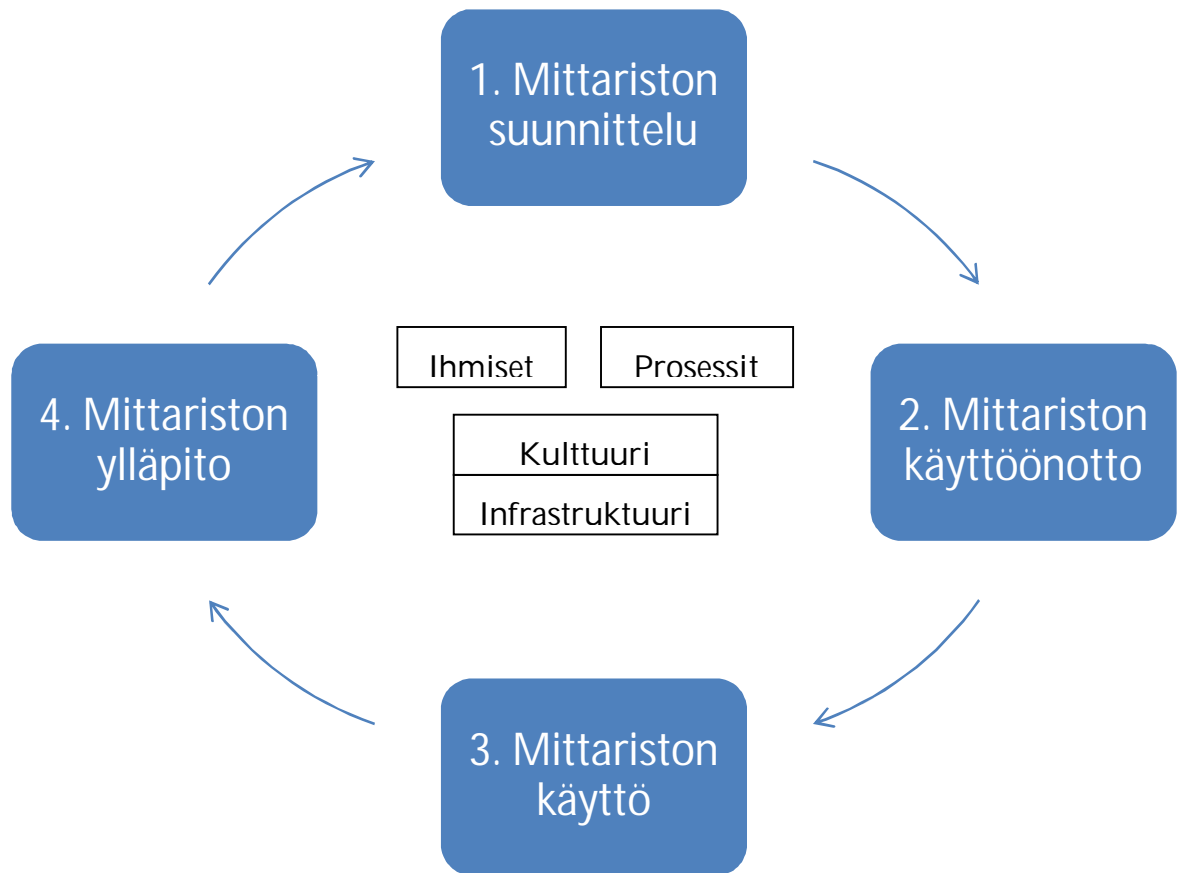 1. Mittariston
suunnittelu
Ihmiset
Prosessit
4. Mittariston
ylläpito
2. Mittariston
käyttöönotto
Kulttuuri
Infrastruktuuri
3. Mittariston
käyttö